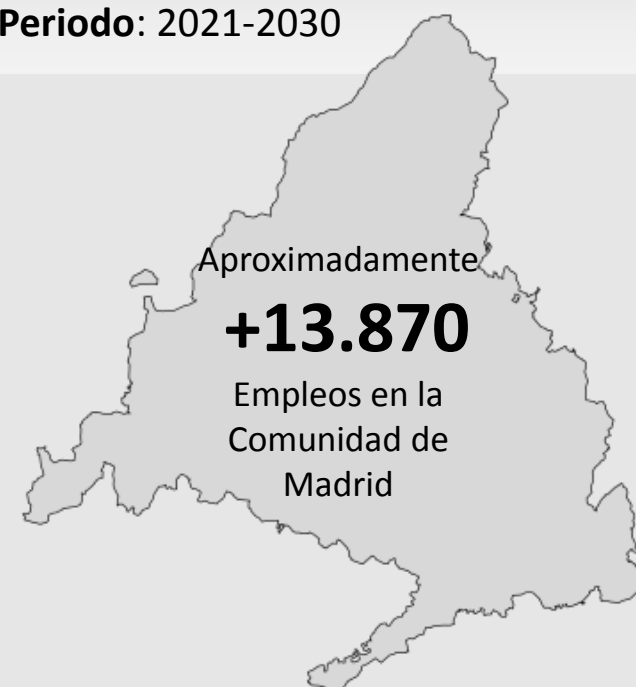 Periodo: 2021-2030
Aproximadamente
+13.870
Empleos en la
Comunidad de
Madrid